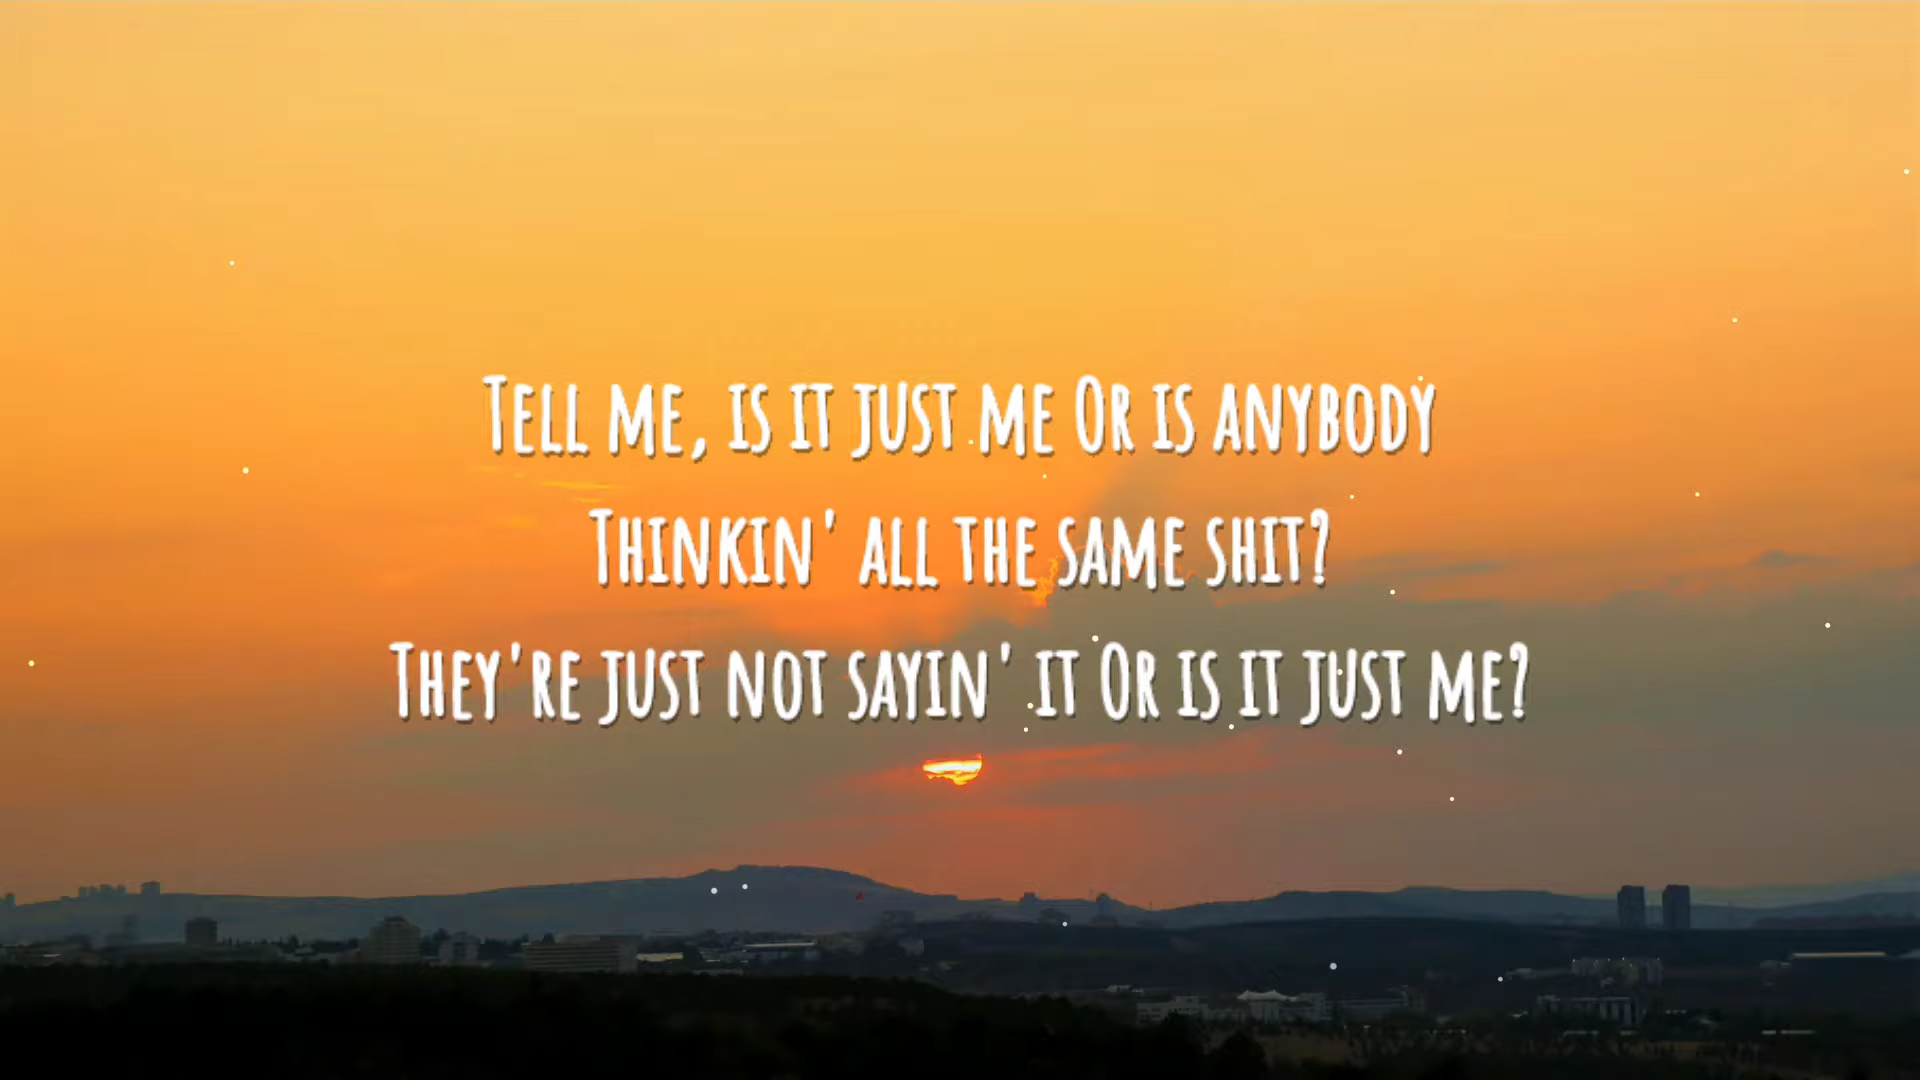 Tell me, is it just me Or is anybody
Thinkin' all the same shit?
They're just not sayin' it Or is it just me?